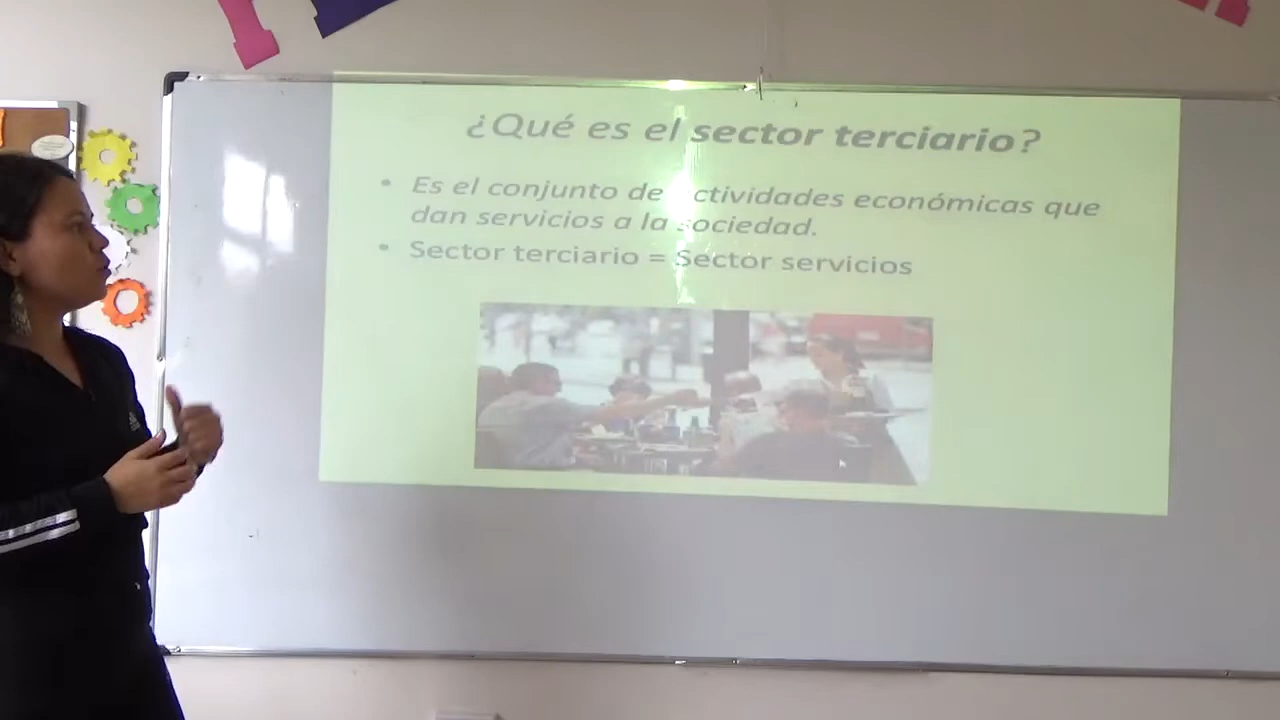 ¿Qué es el sector terciario?
• Es el conjunto de actividades económicas que
dan servicios a la sociedad.
• Sector terciario = Sector servicios